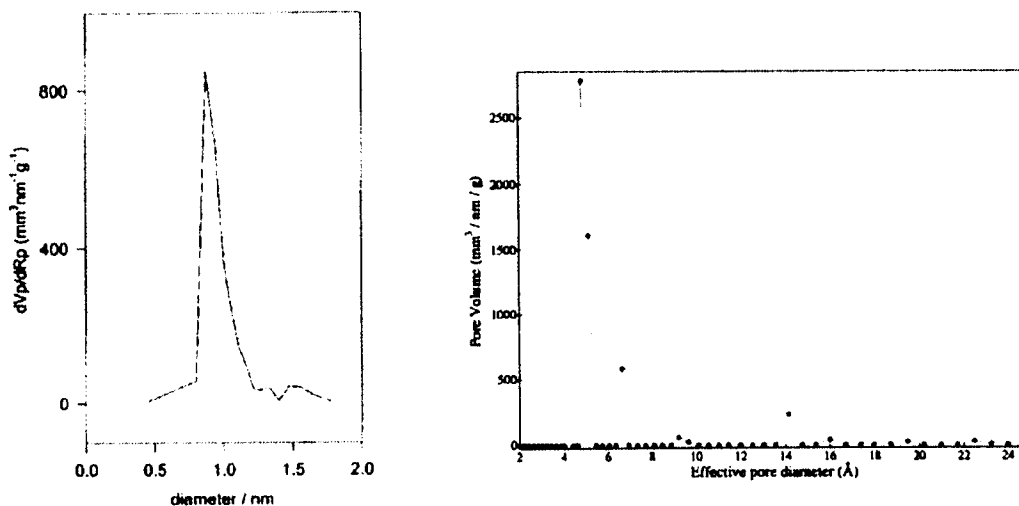 dVp/dRp (mm³nm⁻¹g⁻¹)
800
400
0
0.0 0.5 1.0 1.5 2.0
diameter / nm
Pore Volume (mm³ / nm / g)
2500
2000
1500
1000
500
0
2 4 6 8 10 12 14 16 18 20 22 24
Effective pore diameter (Å)